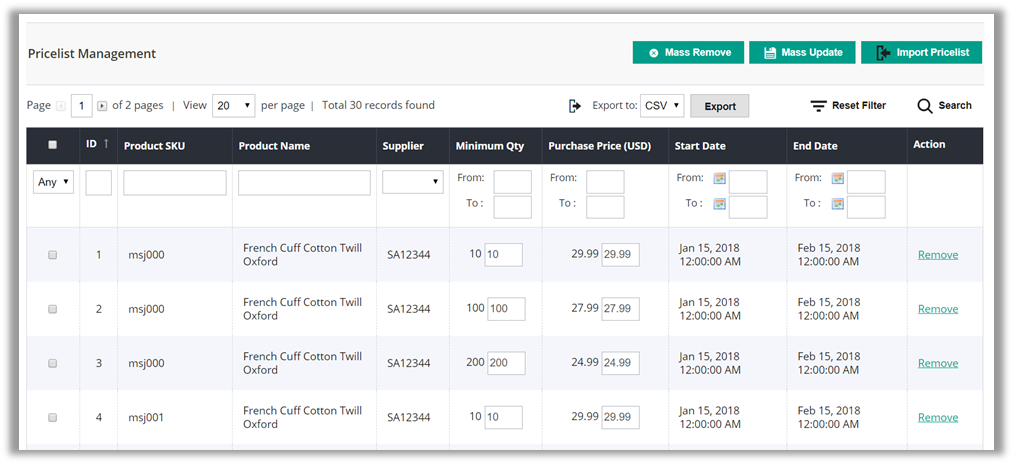 Pricelist Management
Mass Remove
Mass Update
Import Pricelist
Page 1 of 2 pages | View 20 per page | Total 30 records found
Export to: CSV Export
Reset Filter
Search
ID Product SKU Product Name Supplier Minimum Qty Purchase Price (USD) Start Date End Date Action
Any From: From: From: From:
To : To : To : To :
1 msj000 French Cuff Cotton Twill SA12344 10 10 29.99 29.99 Jan 15, 2018 Feb 15, 2018 Remove
Oxford 12:00:00 AM 12:00:00 AM
2 msj000 French Cuff Cotton Twill SA12344 100 100 27.99 27.99 Jan 15, 2018 Feb 15, 2018 Remove
Oxford 12:00:00 AM 12:00:00 AM
3 msj000 French Cuff Cotton Twill SA12344 200 200 24.99 24.99 Jan 15, 2018 Feb 15, 2018 Remove
Oxford 12:00:00 AM 12:00:00 AM
4 msj001 French Cuff Cotton Twill SA12344 10 10 29.99 29.99 Jan 15, 2018 Feb 15, 2018 Remove
Oxford 12:00:00 AM 12:00:00 AM